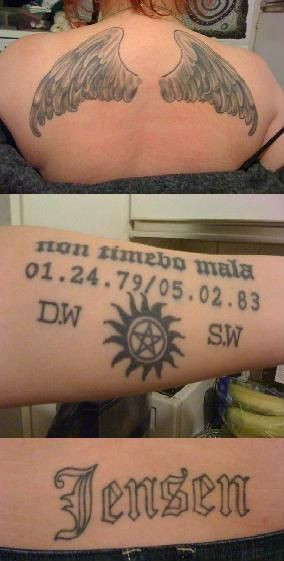 non timebo mala
01.24.79/05.02.83
D.W
S.W
Jensen